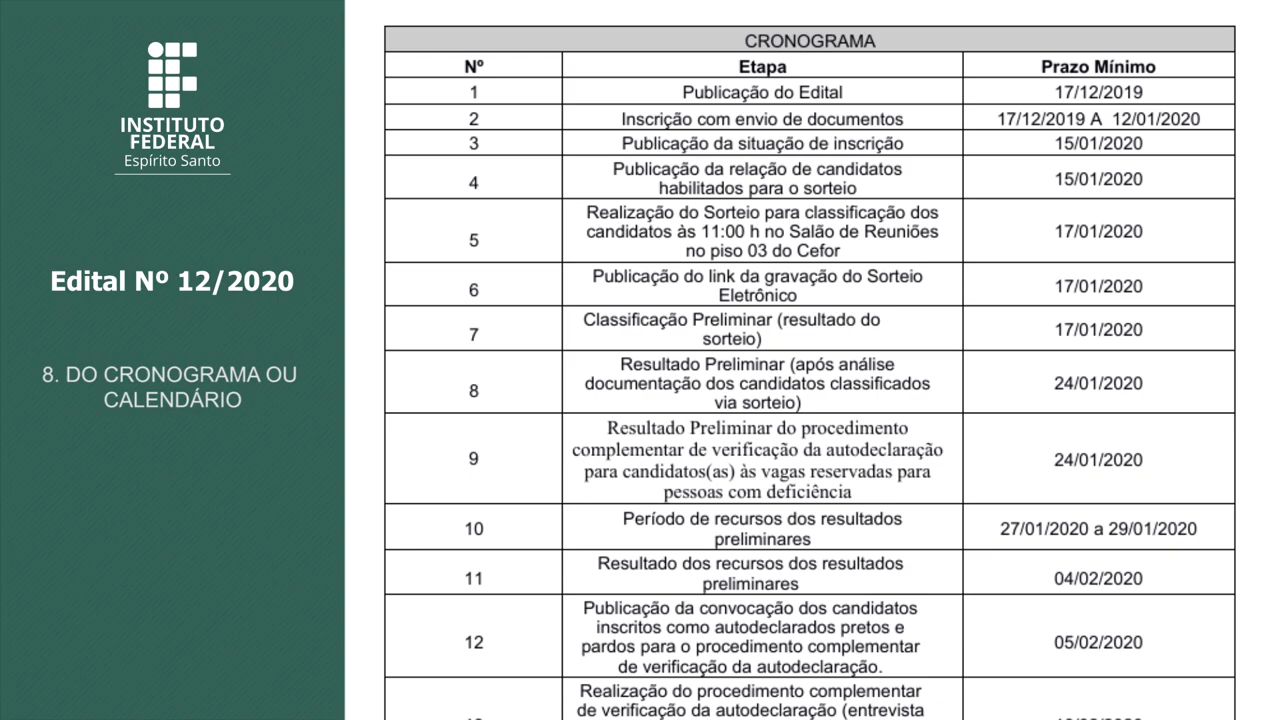 INSTITUTO
FEDERAL
Espírito Santo
Edital Nº 12/2020
8. DO CRONOGRAMA OU
CALENDÁRIO
CRONOGRAMA
Nº Etapa Prazo Mínimo
1 Publicação do Edital 17/12/2019
2 Inscrição com envio de documentos 17/12/2019 A 12/01/2020
3 Publicação da situação de inscrição 15/01/2020
4 Publicação da relação de candidatos
habilitados para o sorteio 15/01/2020
5 Realização do Sorteio para classificação dos
candidatos às 11:00 h no Salão de Reuniões
no piso 03 do Cefor 17/01/2020
6 Publicação do link da gravação do Sorteio
Eletrônico 17/01/2020
7 Classificação Preliminar (resultado do
sorteio) 17/01/2020
8 Resultado Preliminar (após análise
documentação dos candidatos classificados
via sorteio) 24/01/2020
9 Resultado Preliminar do procedimento
complementar de verificação da autodeclaração
para candidatos(as) às vagas reservadas para
pessoas com deficiência 24/01/2020
10 Período de recursos dos resultados
preliminares 27/01/2020 a 29/01/2020
11 Resultado dos recursos dos resultados
preliminares 04/02/2020
12 Publicação da convocação dos candidatos
inscritos como autodeclarados pretos e
pardos para o procedimento complementar
de verificação da autodeclaração. 05/02/2020
Realização do procedimento complementar
de verificação da autodeclaração (entrevista